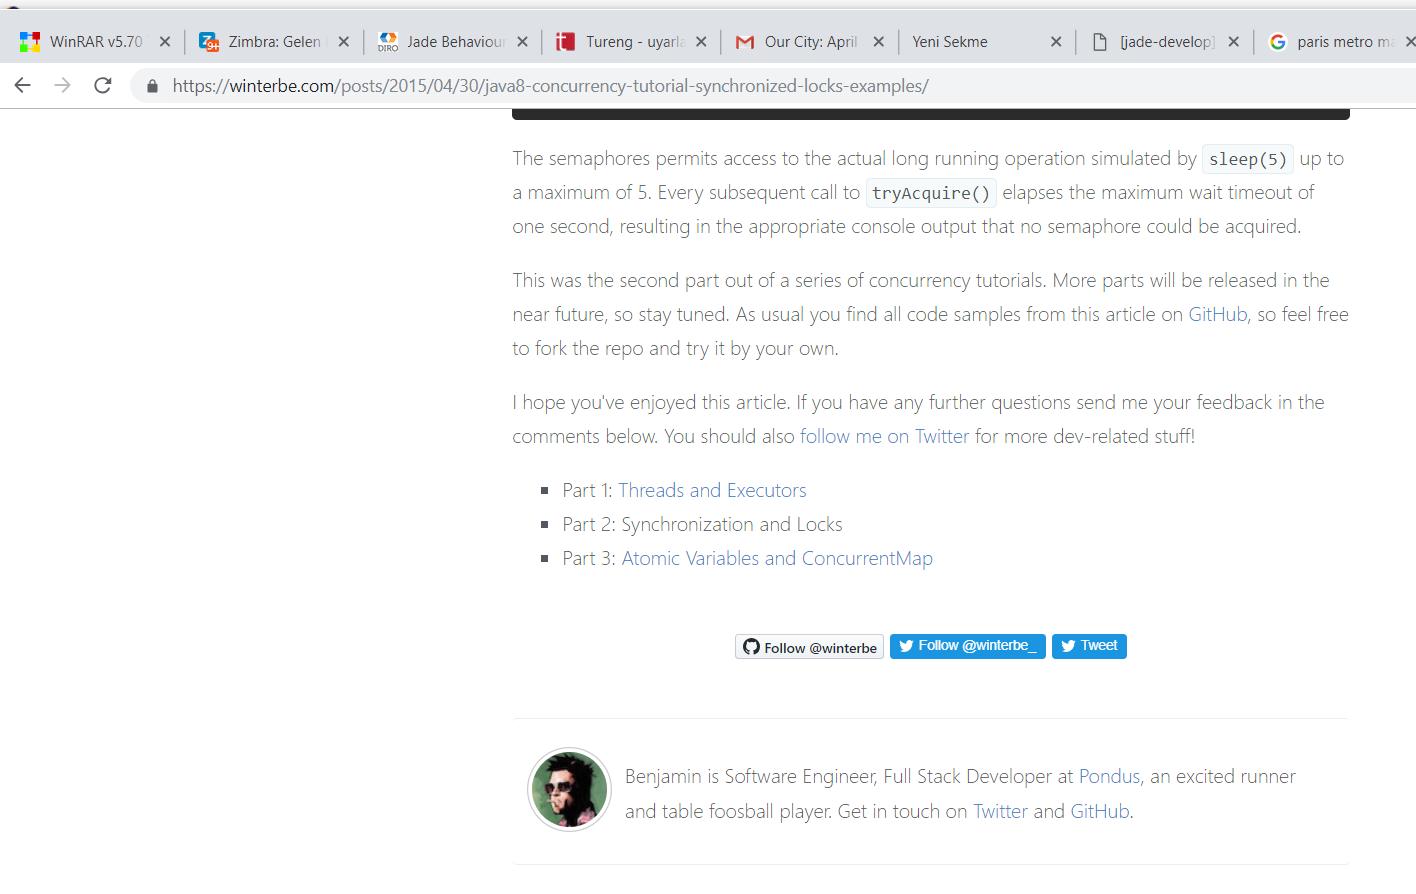 WinRAR v5.70
Zimbra: Gelen
DIRO
Jade Behaviour
Tureng - uyarla
Our City: April
Yeni Sekme
[jade-develop]
paris metro ma
https://winterbe.com/posts/2015/04/30/java8-concurrency-tutorial-synchronized-locks-examples/
The semaphores permits access to the actual long running operation simulated by sleep(5) up to
a maximum of 5. Every subsequent call to tryAcquire() elapses the maximum wait timeout of
one second, resulting in the appropriate console output that no semaphore could be acquired.
This was the second part out of a series of concurrency tutorials. More parts will be released in the
near future, so stay tuned. As usual you find all code samples from this article on GitHub, so feel free
to fork the repo and try it by your own.
I hope you've enjoyed this article. If you have any further questions send me your feedback in the
comments below. You should also follow me on Twitter for more dev-related stuff!
Part 1: Threads and Executors
Part 2: Synchronization and Locks
Part 3: Atomic Variables and ConcurrentMap
Follow @winterbe
Follow @winterbe_
Tweet
Benjamin is Software Engineer, Full Stack Developer at Pondus, an excited runner
and table foosball player. Get in touch on Twitter and GitHub.